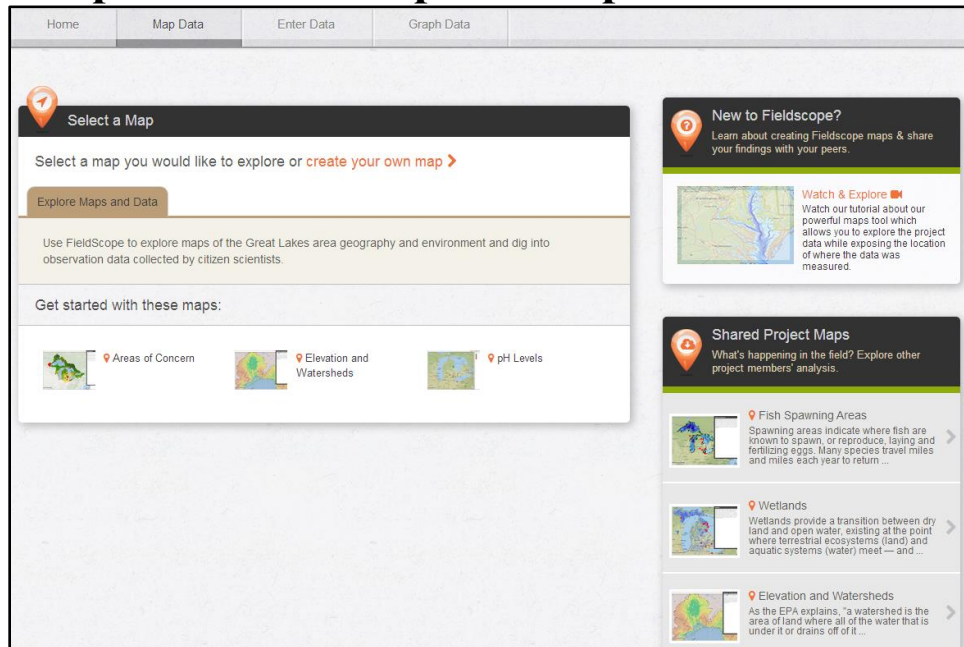 Home
Map Data
Enter Data
Graph Data
Select a Map
Select a map you would like to explore or create your own map
Explore Maps and Data
Use FieldScope to explore maps of the Great Lakes area geography and environment and dig into
observation data collected by citizen scientists.
Get started with these maps:
Areas of Concern
Elevation and
Watersheds
pH Levels
New to Fieldscope?
Learn about creating Fieldscope maps & share
your findings with your peers.
Watch & Explore
Watch our tutorial about our
powerful maps tool which
allows you to explore the project
data while exposing the location
of where the data was
measured.
Shared Project Maps
What's happening in the field? Explore other
project members' analysis.
Fish Spawning Areas
Spawning areas indicate where fish are
known to spawn, or reproduce, laying and
fertilizing eggs. Many species travel miles
and miles each year to return ...
Wetlands
Wetlands provide a transition between dry
land and open water, existing at the point
where terrestrial ecosystems (land) and
aquatic systems (water) meet — and ...
Elevation and Watersheds
As the EPA explains, "a watershed is the
area of land where all of the water that is
under it or drains off of it ...